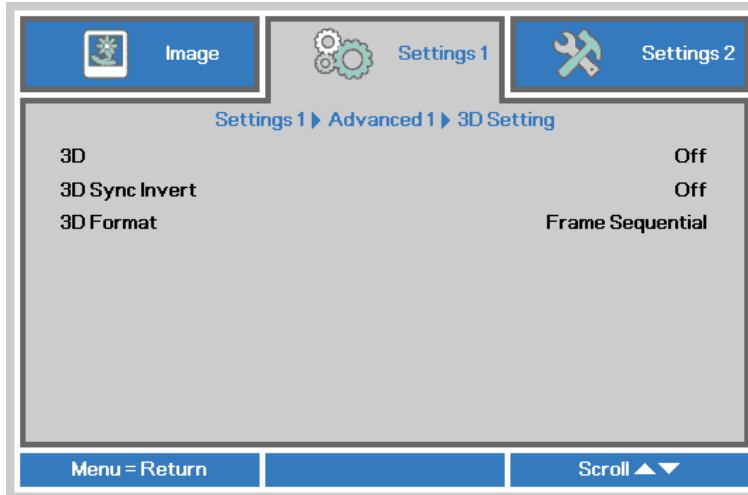 Image
Settings 1
Settings 2
Settings 1 ▶ Advanced 1 ▶ 3D Setting
3D Off
3D Sync Invert Off
3D Format Frame Sequential
Menu = Return
Scroll ▲▼